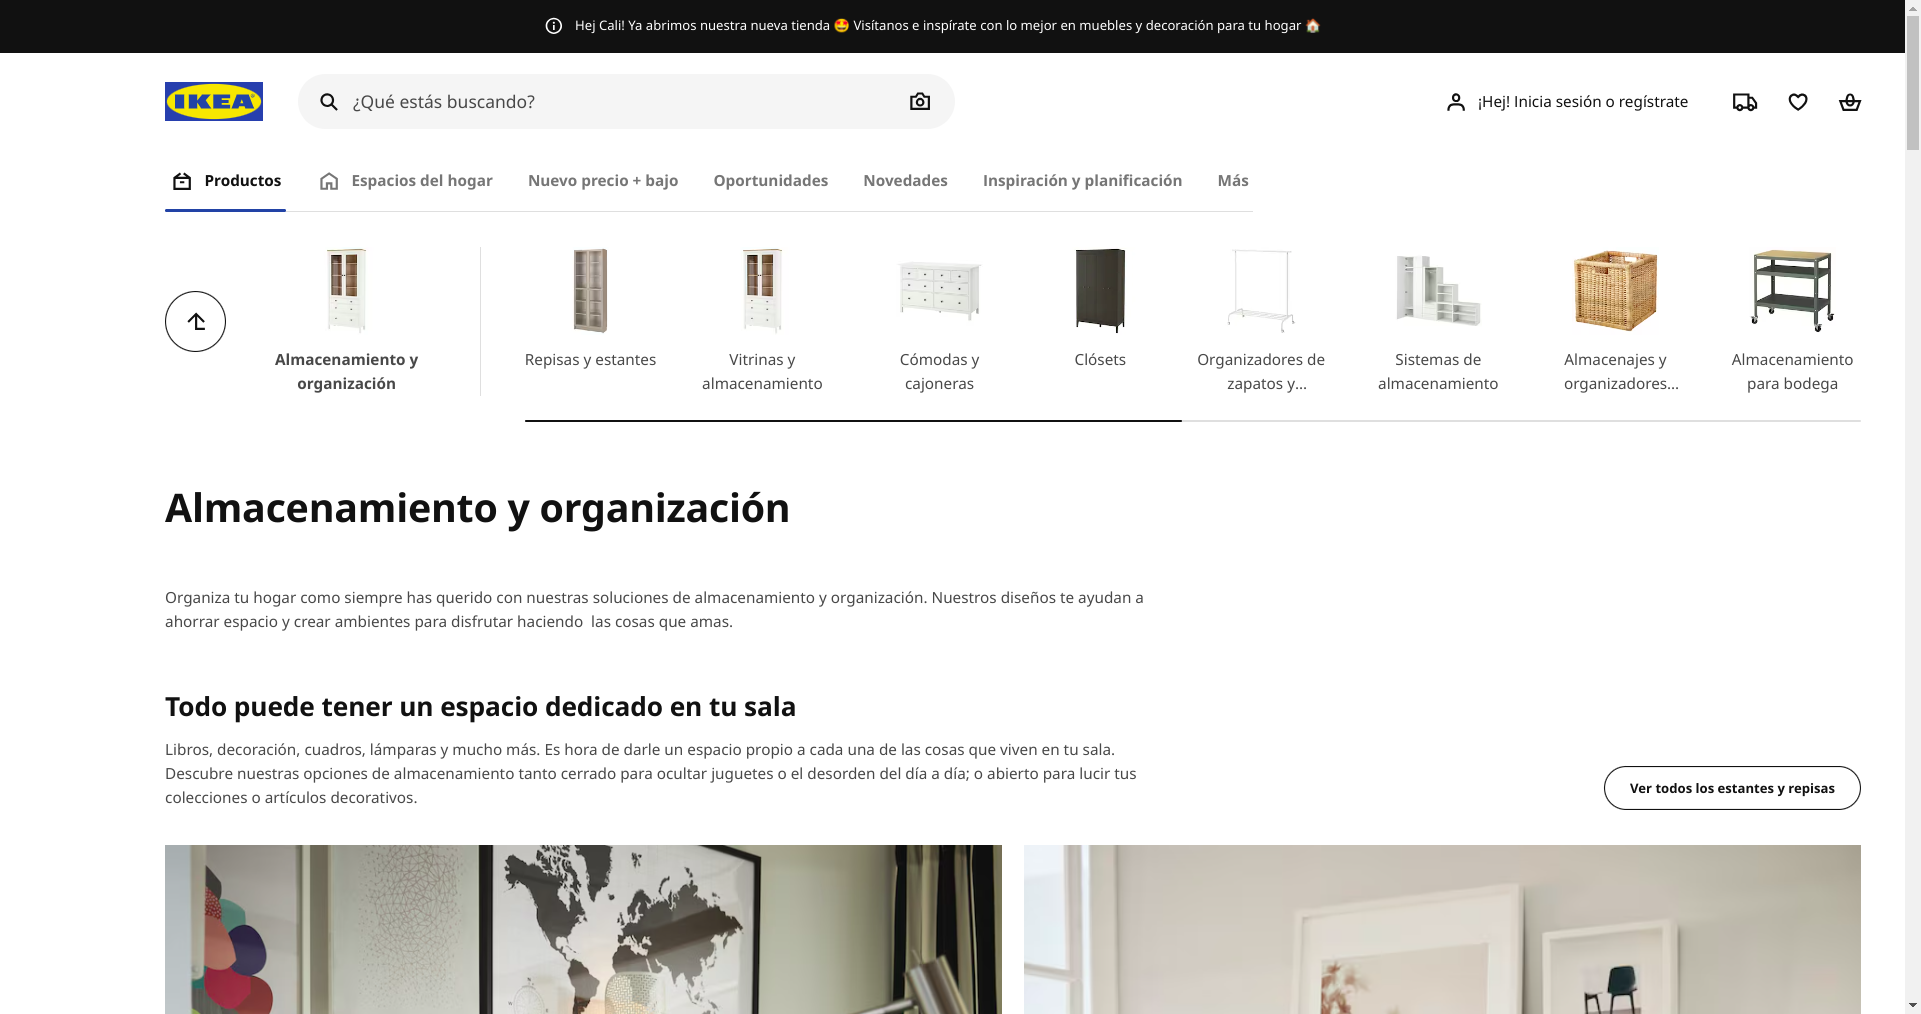 Hej Cali! Ya abrimos nuestra nueva tienda 🤩 Visítanos e inspírate con lo mejor en muebles y decoración para tu hogar 🏠
IKEA
¿Qué estás buscando?
¡Hej! Inicia sesión o regístrate
Productos
Espacios del hogar
Nuevo precio + bajo
Oportunidades
Novedades
Inspiración y planificación
Más
Almacenamiento y
organización
Repisas y estantes
Vitrinas y
almacenamiento
Cómodas y
cajoneras
Clósets
Organizadores de
zapatos y...
Sistemas de
almacenamiento
Almacenajes y
organizadores...
Almacenamiento
para bodega
Almacenamiento y organización
Organiza tu hogar como siempre has querido con nuestras soluciones de almacenamiento y organización. Nuestros diseños te ayudan a
ahorrar espacio y crear ambientes para disfrutar haciendo  las cosas que amas.
Todo puede tener un espacio dedicado en tu sala
Libros, decoración, cuadros, lámparas y mucho más. Es hora de darle un espacio propio a cada una de las cosas que viven en tu sala.
Descubre nuestras opciones de almacenamiento tanto cerrado para ocultar juguetes o el desorden del día a día; o abierto para lucir tus
colecciones o artículos decorativos.
Ver todos los estantes y repisas